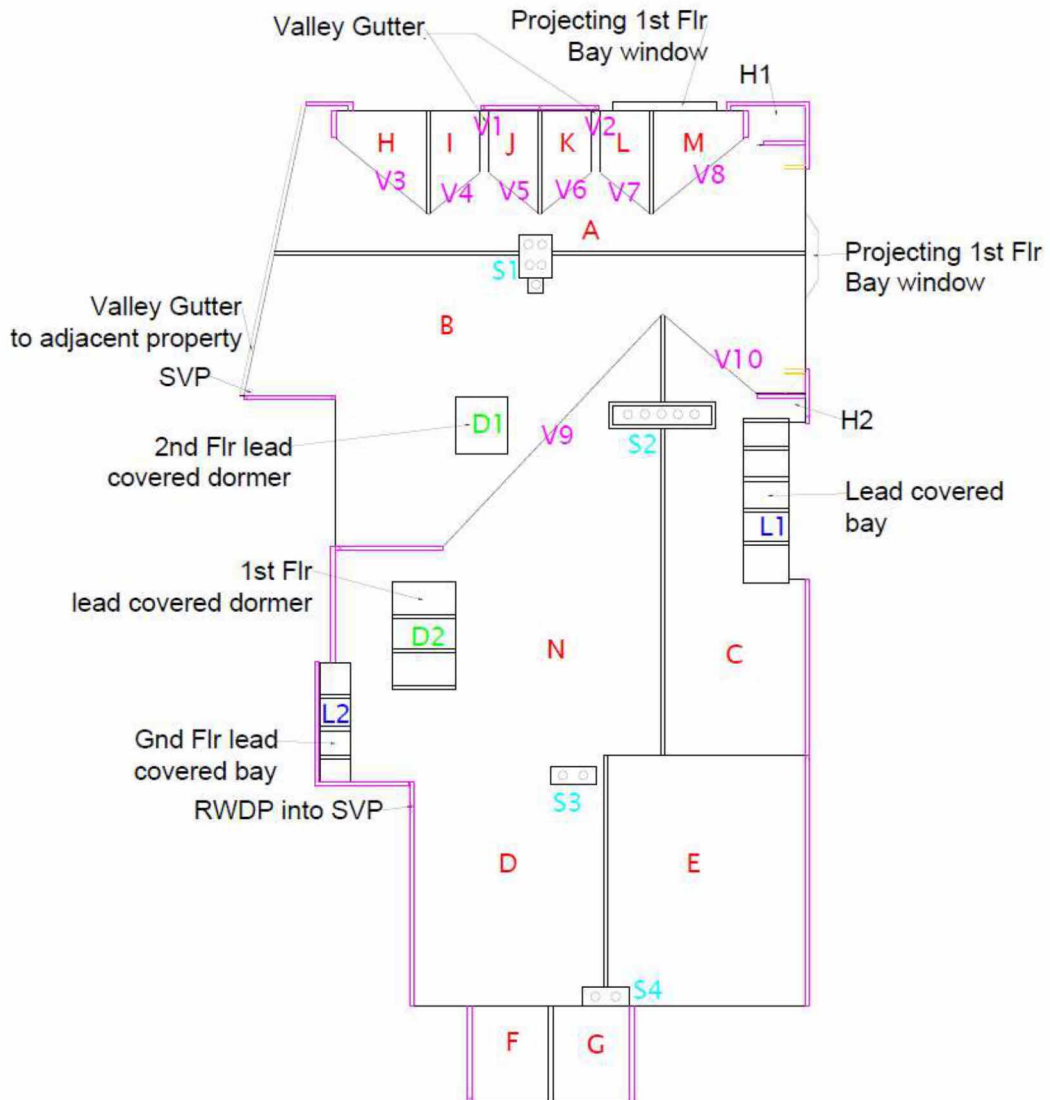 Projecting 1st Flr
Bay window
Valley Gutter
H1
V1
V2
H
I
J
K
L
M
V3
V4
V5
V6
V7
V8
A
S1
Projecting 1st Flr
Bay window
Valley Gutter
to adjacent property
B
V10
SVP
H2
D1
S2
V9
2nd Flr lead
covered dormer
Lead covered
bay
L1
1st Flr
lead covered dormer
D2
N
C
L2
Gnd Flr lead
covered bay
S3
RWDP into SVP
D
E
S4
F
G